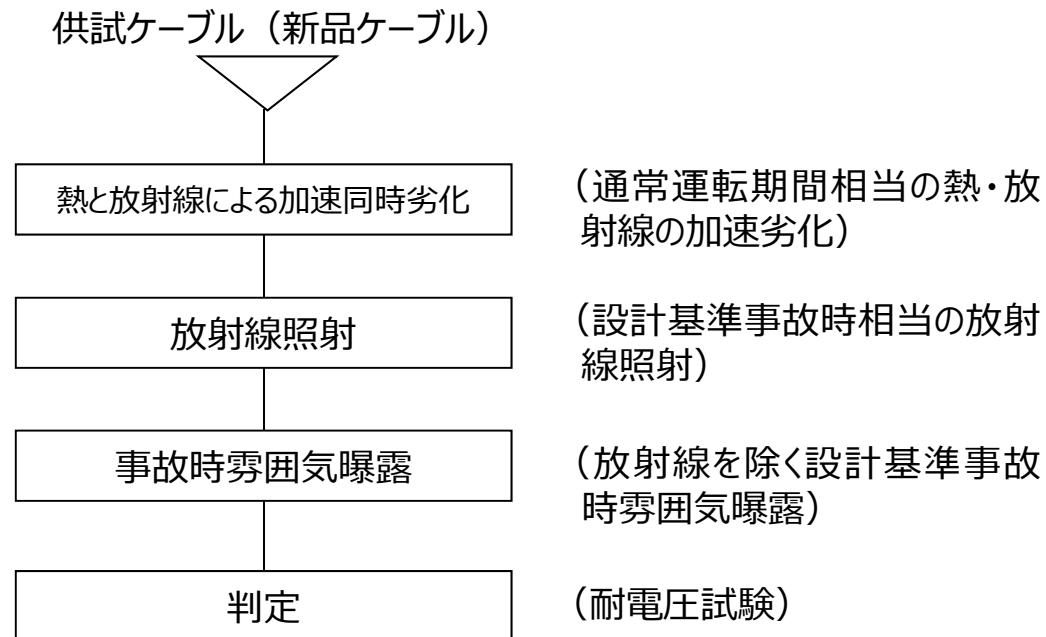 供試ケーブル（新品ケーブル）
熱と放射線による加速同時劣化
（通常運転期間相当の熱・放
射線の加速劣化）
放射線照射
（設計基準事故時相当の放射
線照射）
事故時雰囲気曝露
（放射線を除く設計基準事故
時雰囲気曝露）
判定
（耐電圧試験）